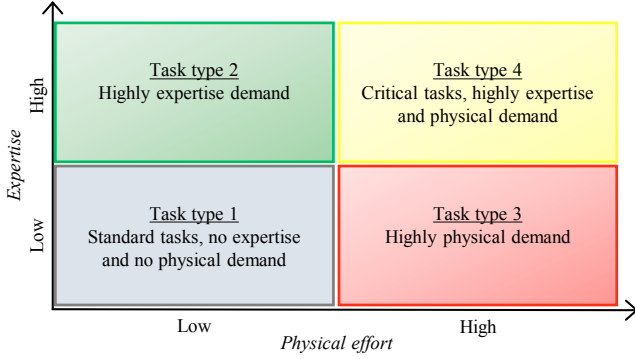 Task type 2
Highly expertise demand
Task type 4
Critical tasks, highly expertise
and physical demand
High
Expertise
Low
Task type 1
Standard tasks, no expertise
and no physical demand
Task type 3
Highly physical demand
Low
High
Physical effort